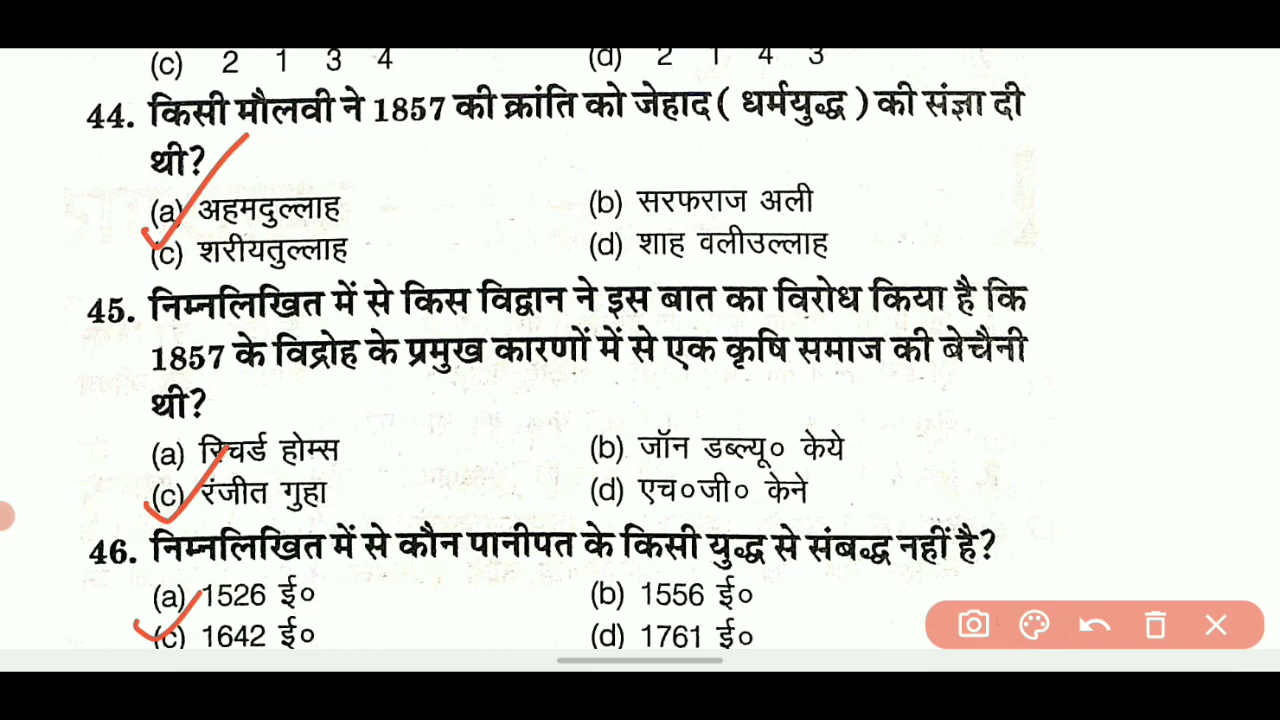 (c) 2 1 3 4 (d) 2 1 4 3
44. किसी मौलवी ने 1857 की क्रांति को जेहाद ( धर्मयुद्ध ) की संज्ञा दी
थी?
(a) अहमदुल्लाह (b) सरफराज अली
(c) शरीयतुल्लाह (d) शाह वलीउल्लाह
45. निम्नलिखित में से किस विद्वान ने इस बात का विरोध किया है कि
1857 के विद्रोह के प्रमुख कारणों में से एक कृषि समाज की बेचैनी
थी?
(a) रिचर्ड होम्स (b) जॉन डब्ल्यू० केये
(c) रंजीत गुहा (d) एच०जी० केने
46. निम्नलिखित में से कौन पानीपत के किसी युद्ध से संबद्ध नहीं है?
(a) 1526 ई० (b) 1556 ई०
(c) 1642 ई० (d) 1761 ई०